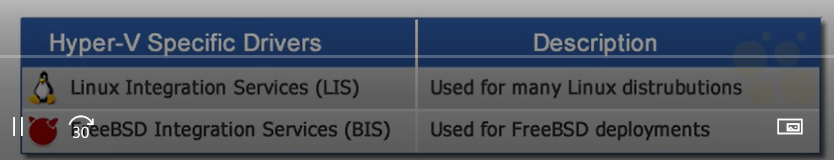 Hyper-V Specific Drivers Description
Linux Integration Services (LIS) Used for many Linux distrubutions
FreeBSD Integration Services (BIS) Used for FreeBSD deployments
30